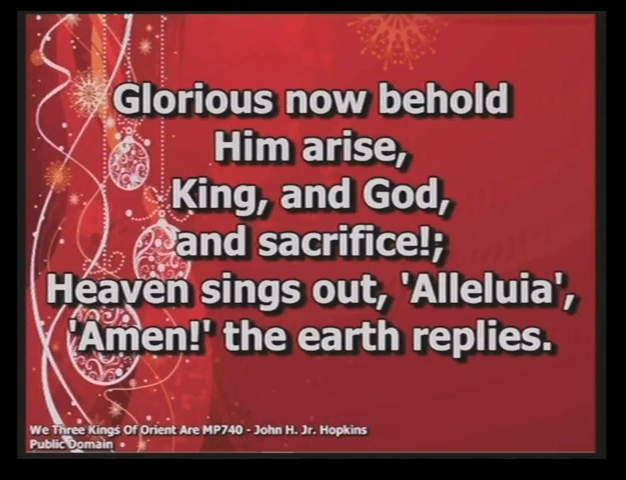 Glorious now behold
Him arise,
King, and God,
and sacrifice!;
Heaven sings out, 'Alleluia',
'Amen!' the earth replies.
We Three Kings Of Orient Are MP740 - John H. Jr. Hopkins
Public Domain